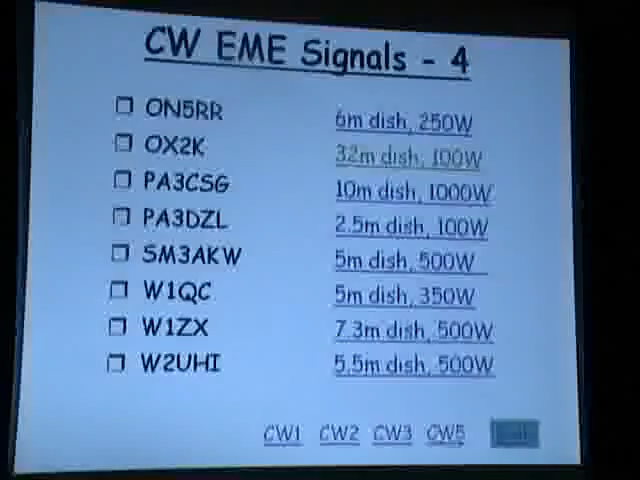 CW EME Signals - 4
ON5RR 6m dish, 250W
OX2K 32m dish, 100W
PA3CSG 10m dish, 1000W
PA3DZL 2.5m dish, 100W
SM3AKW 5m dish, 500W
W1QC 5m dish, 350W
W1ZX 7.3m dish, 500W
W2UHI 5.5m dish, 500W
CW1 CW2 CW3 CW5